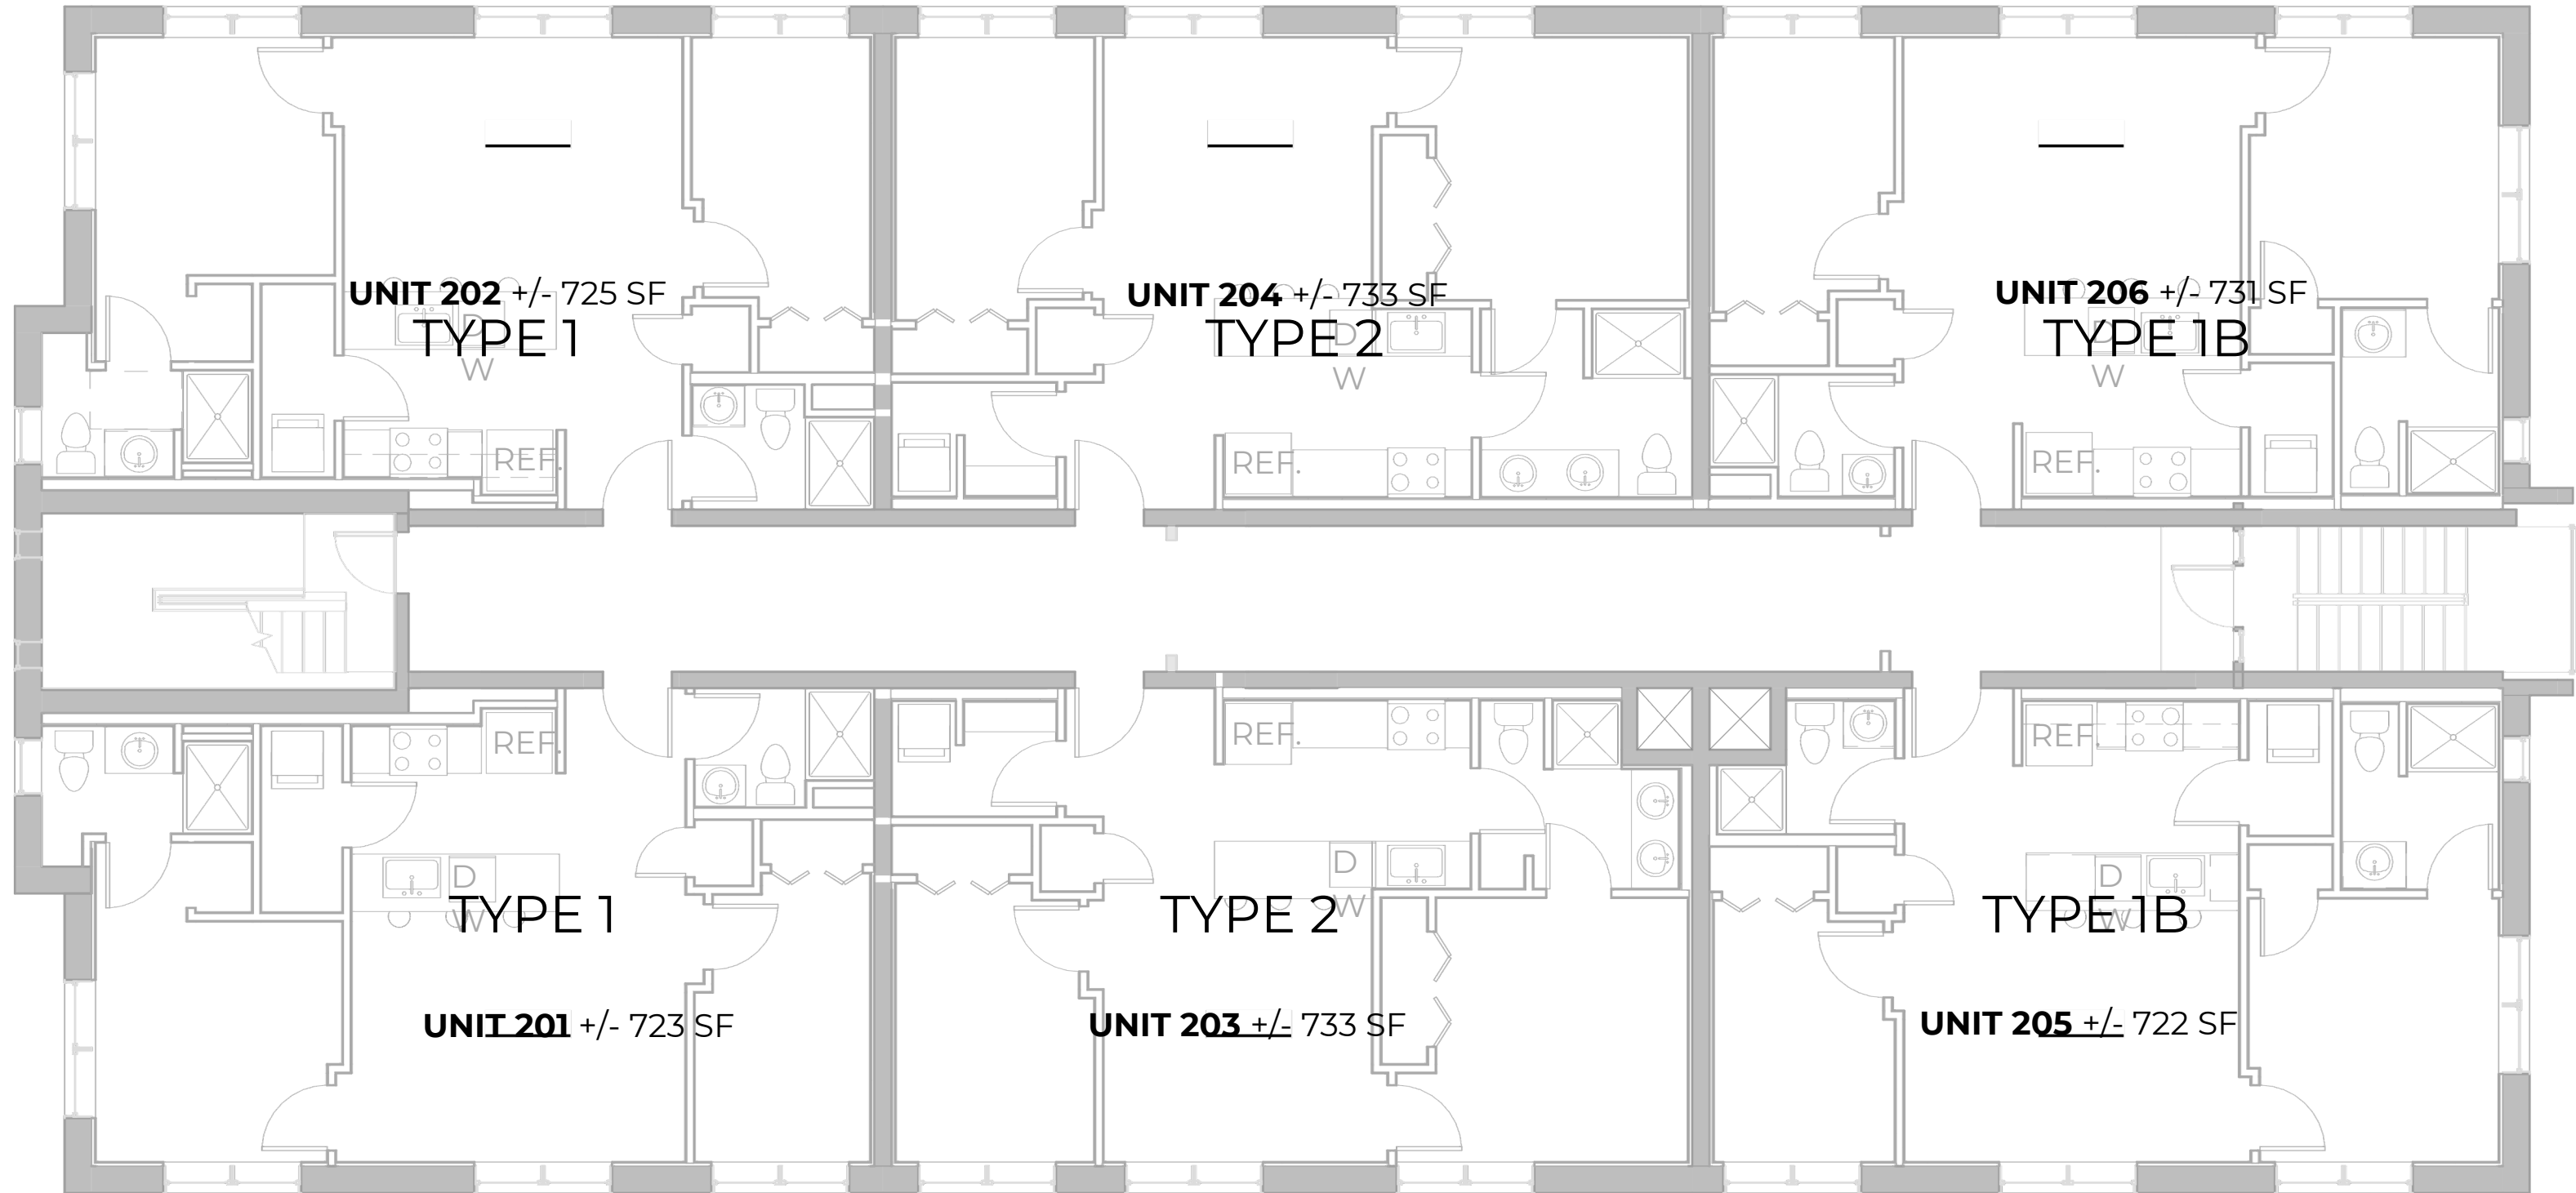 UNIT 202 +/- 725 SF
TYPE 1
D
W
REF.
UNIT 204 +/- 733 SF
TYPE 2
D
W
REF.
UNIT 206 +/- 731 SF
TYPE 1B
D
W
REF.
REF.
D
W
TYPE 1
UNIT 201 +/- 723 SF
REF.
D
W
TYPE 2
UNIT 203 +/- 733 SF
REF.
D
W
TYPE 1B
UNIT 205 +/- 722 SF